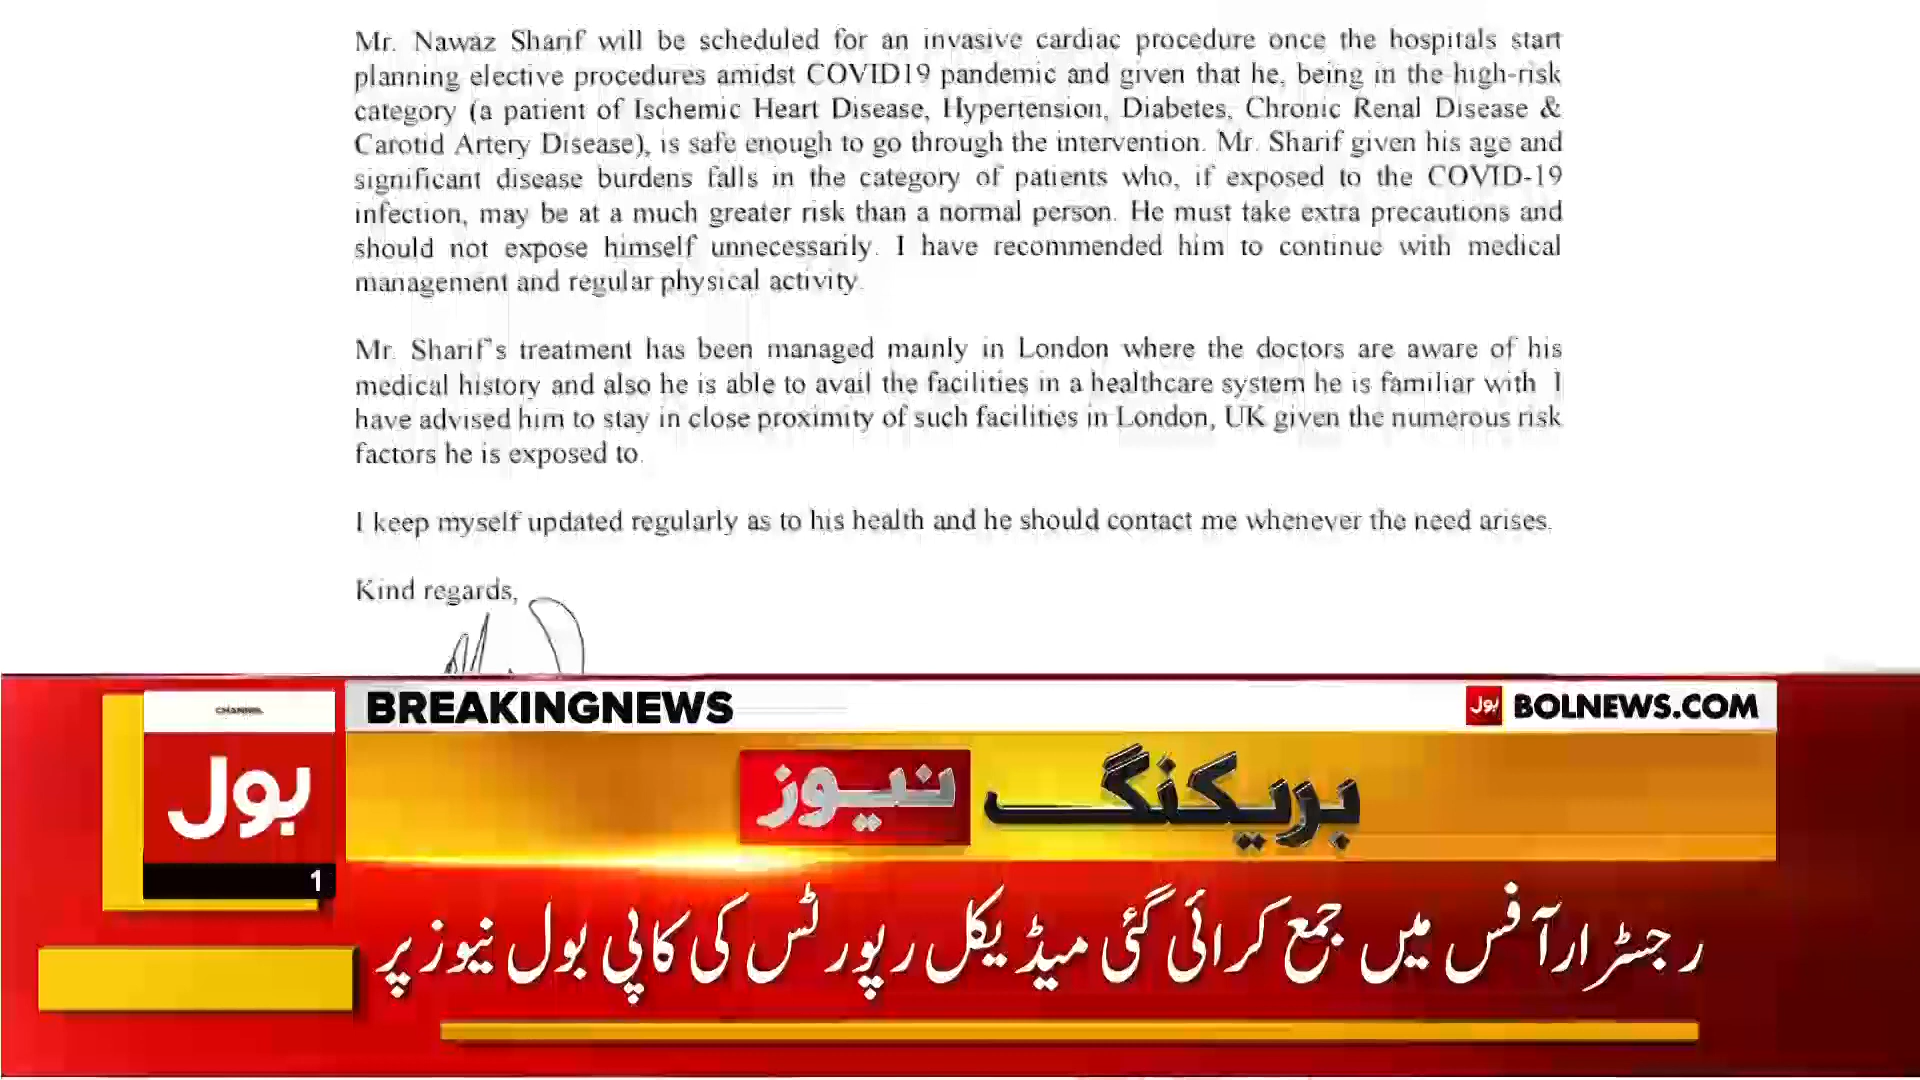 Mr. Nawaz Sharif will be scheduled for an invasive cardiac procedure once the hospitals start
planning elective procedures amidst COVID19 pandemic and given that he, being in the high-risk
category (a patient of Ischemic Heart Disease, Hypertension, Diabetes, Chronic Renal Disease &
Carotid Artery Disease), is safe enough to go through the intervention. Mr. Sharif given his age and
significant disease burdens falls in the category of patients who, if exposed to the COVID-19
infection, may be at a much greater risk than a normal person. He must take extra precautions and
should not expose himself unnecessarily. I have recommended him to continue with medical
management and regular physical activity.
Mr. Sharif's treatment has been managed mainly in London where the doctors are aware of his
medical history and also he is able to avail the facilities in a healthcare system he is familiar with. I
have advised him to stay in close proximity of such facilities in London, UK given the numerous risk
factors he is exposed to.
I keep myself updated regularly as to his health and he should contact me whenever the need arises.
Kind regards,
CHANNEL
بول
1
BREAKINGNEWS
بول BOLNEWS.COM
بریکنگ نیوز
رجسٹرار آفس میں جمع کرائی گئی میڈیکل رپورٹس کی کاپی بول نیوز پر